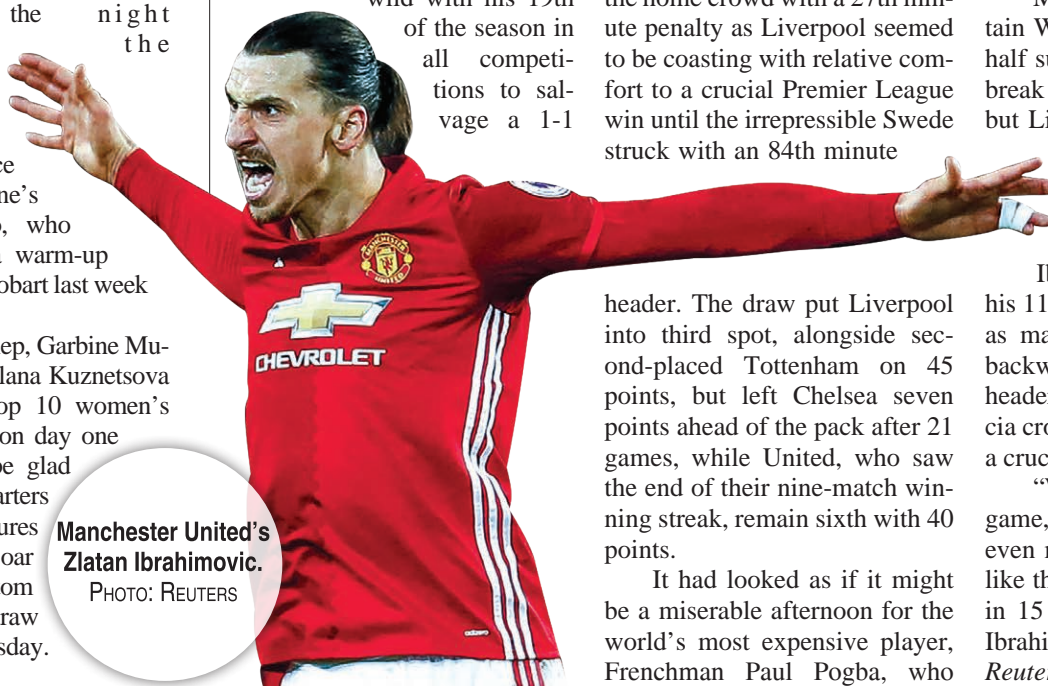 the night
the
ce
ne's
, who
warm-up
obart last week
ep, Garbine Mu-
lana Kuznetsova
op 10 women's
on day one
be glad
arters
ures
oar
om
raw
sday.
Manchester United's
Zlatan Ibrahimovic.
PHOTO: REUTERS
wild with his 19th
of the season in
all competi-
tions to sal-
vage a 1-1
MANCHESTER
UNITED
CHEVROLET
adizero
the home crowd with a 27th min-
ute penalty as Liverpool seemed
to be coasting with relative com-
fort to a crucial Premier League
win until the irrepressible Swede
struck with an 84th minute
header. The draw put Liverpool
into third spot, alongside sec-
ond-placed Tottenham on 45
points, but left Chelsea seven
points ahead of the pack after 21
games, while United, who saw
the end of their nine-match win-
ning streak, remain sixth with 40
points.
It had looked as if it might
be a miserable afternoon for the
world's most expensive player,
Frenchman Paul Pogba, who
tain W
half su
break
but Li
Ib
his 11
as ma
backw
header
cia cro
a cruc
"
game,
even
like th
in 15
Ibrahi
Reuter